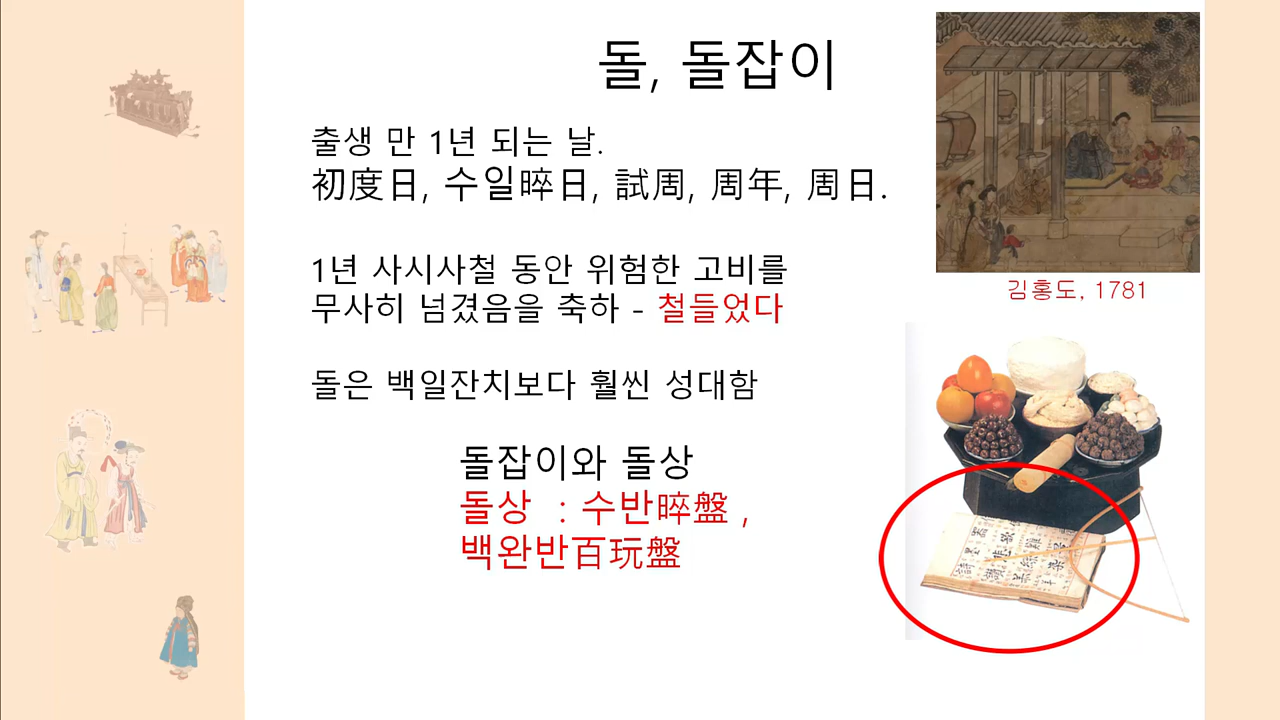 돌, 돌잡이
출생 만 1년 되는 날.
初度日, 수일晬日, 試周, 周年, 周日.
1년 사시사철 동안 위험한 고비를
무사히 넘겼음을 축하 - 철들었다
돌은 백일잔치보다 훨씬 성대함
돌잡이와 돌상
돌상 : 수반晬盤 ,
백완반百玩盤
김홍도, 1781